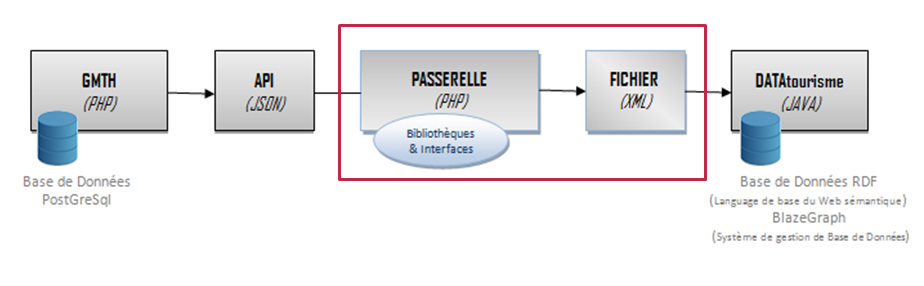 GMTH
(PHP)
API
(JSON)
PASSERELLE
(PHP)
Bibliothèques
& Interfaces
FICHIER
(XML)
DATAtourisme
(JAVA)
Base de Données
PostGreSql
Base de Données RDF
(Language de base du Web sémantique)
BlazeGraph
(Système de gestion de Base de Données)